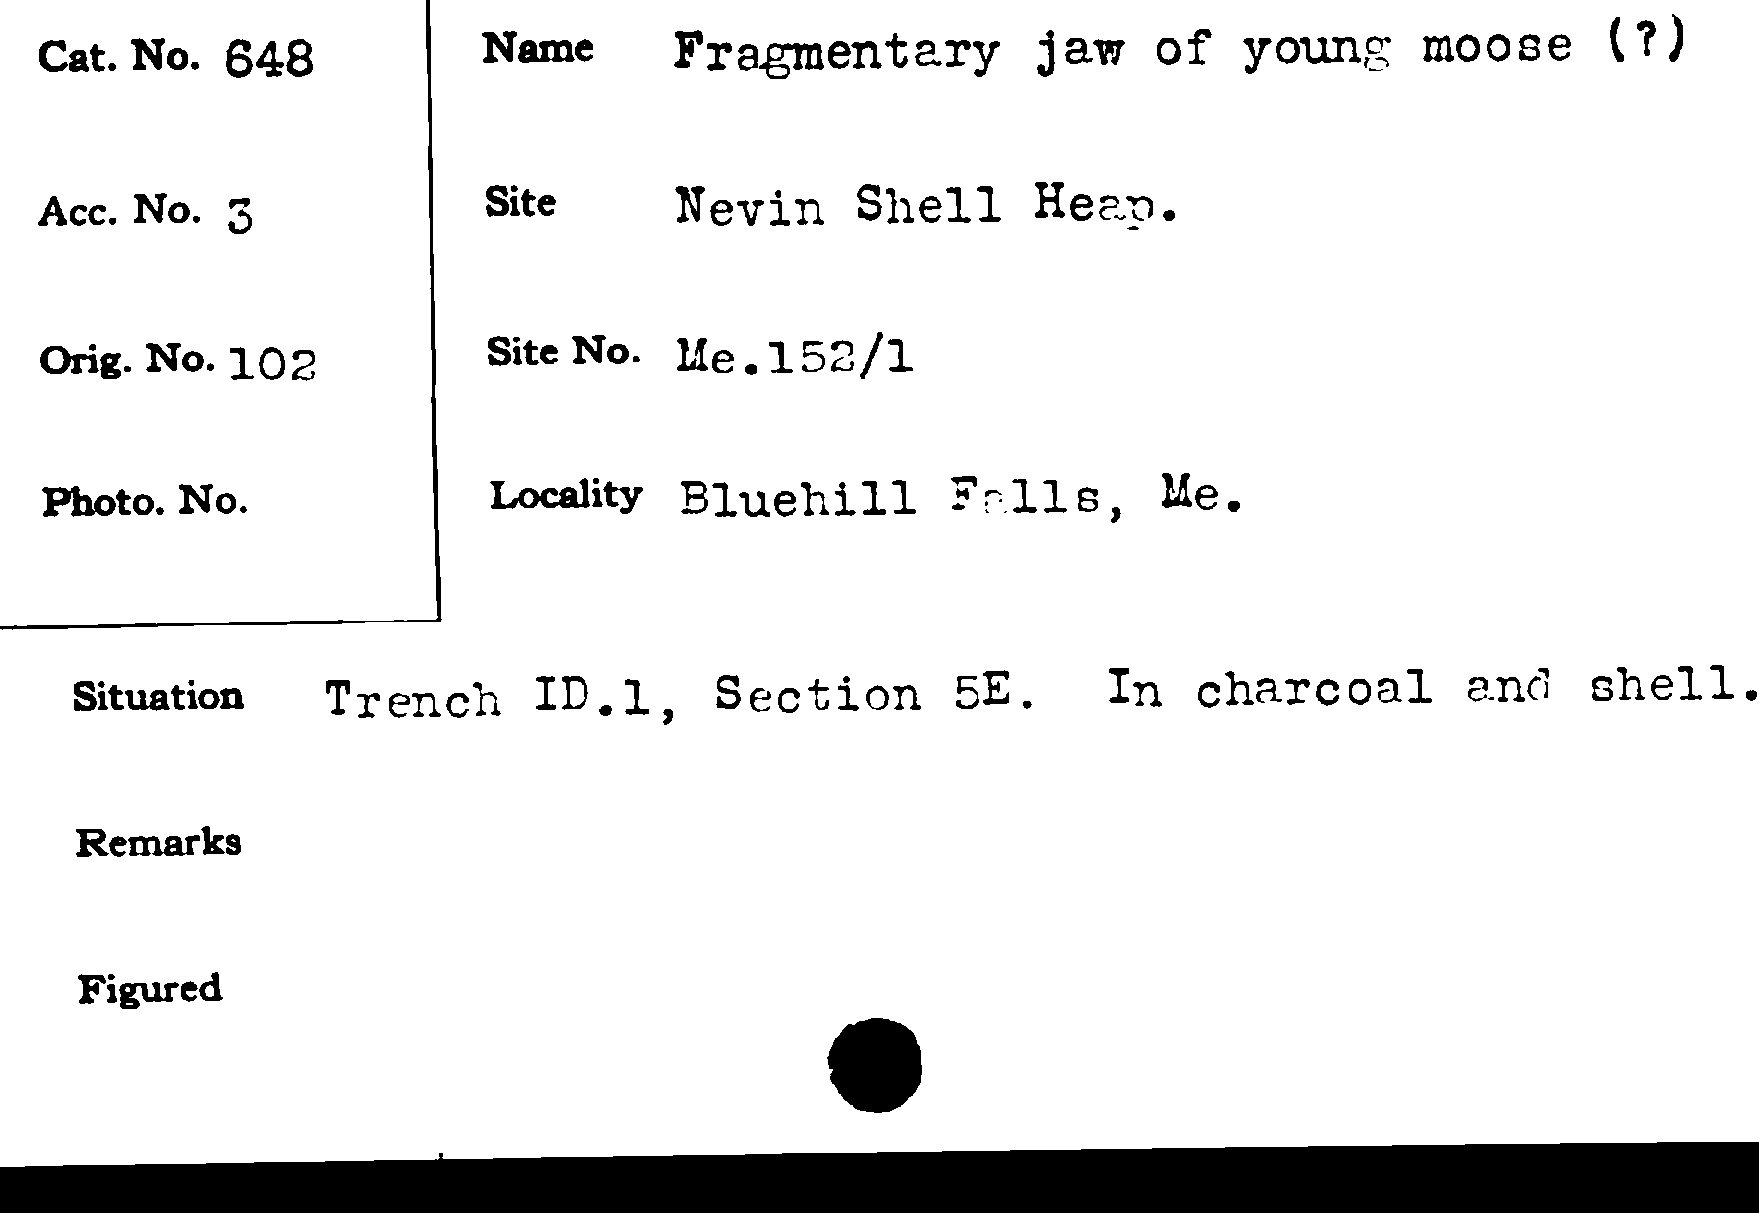 Cat. No. 648
Name Fragmentary jaw of young moose (?)
Acc. No. 3
Site Nevin Shell Heap.
Orig. No. 102
Site No. Me.152/1
Photo. No.
Locality Bluehill Falls, Me.
Situation Trench ID.1, Section 5E. In charcoal and shell.
Remarks
Figured